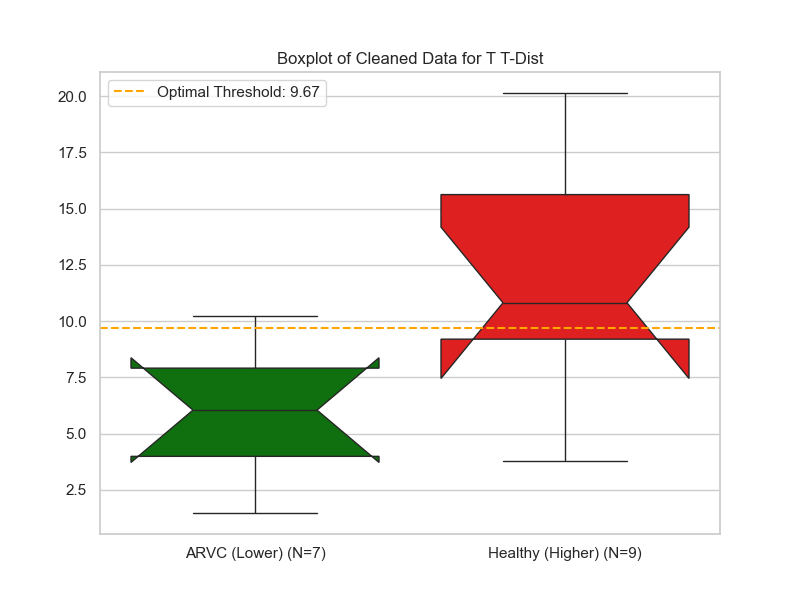 Boxplot of Cleaned Data for T T-Dist
Optimal Threshold: 9.67
20.0
17.5
15.0
12.5
10.0
7.5
5.0
2.5
ARVC (Lower) (N=7)
Healthy (Higher) (N=9)